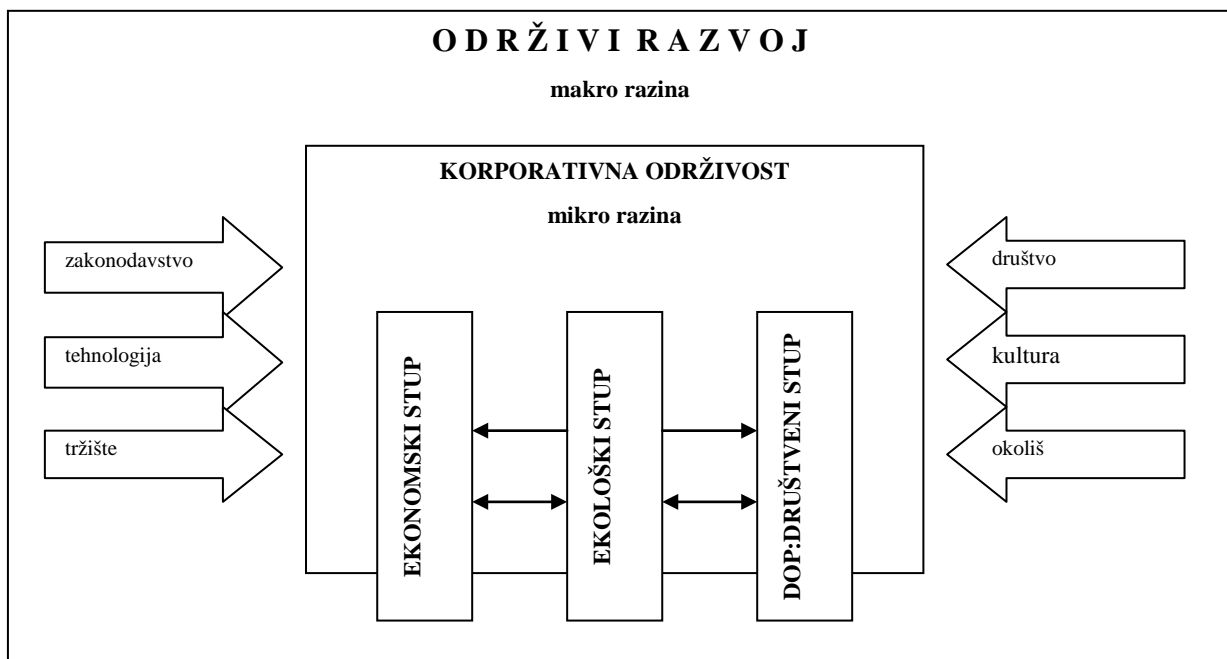 O D R Ž I V I R A Z V O J
makro razina
KORPORATIVNA ODRŽIVOST
mikro razina
zakonodavstvo
tehnologija
tržište
EKONOMSKI STUP
EKOLOŠKI STUP
DOP:DRUŠTVENI STUP
društvo
kultura
okoliš